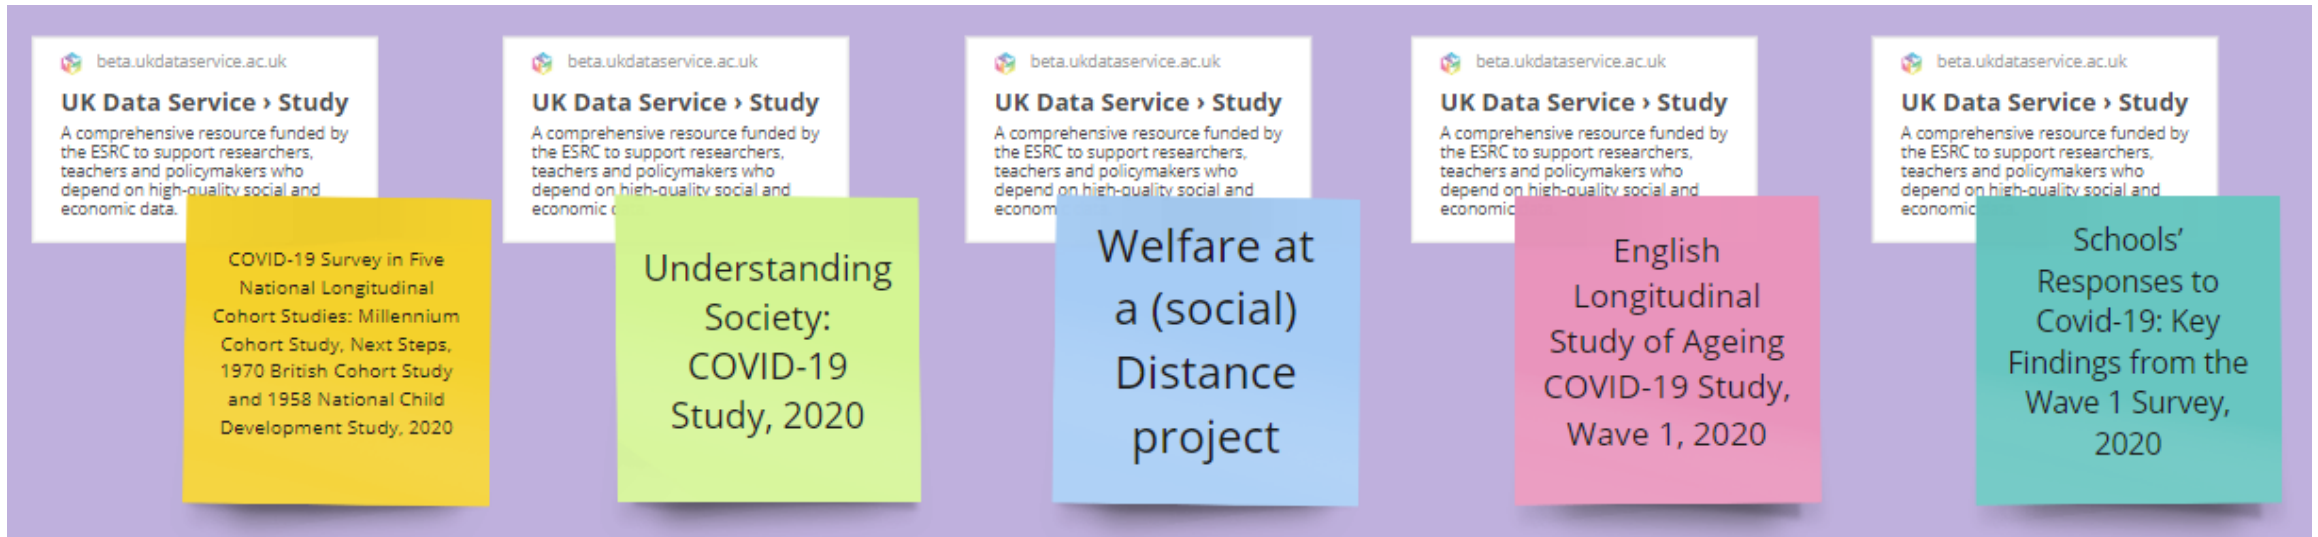 beta.ukdataservice.ac.uk
UK Data Service › Study
A comprehensive resource funded by
the ESRC to support researchers,
teachers and policymakers who
depend on high-quality social and
economic data.
COVID-19 Survey in Five
National Longitudinal
Cohort Studies: Millennium
Cohort Study, Next Steps,
1970 British Cohort Study
and 1958 National Child
Development Study, 2020
beta.ukdataservice.ac.uk
UK Data Service › Study
A comprehensive resource funded by
the ESRC to support researchers,
teachers and policymakers who
depend on high-quality social and
economic
Understanding
Society:
COVID-19
Study, 2020
beta.ukdataservice.ac.uk
UK Data Service › Study
A comprehensive resource funded by
the ESRC to support researchers,
teachers and policymakers who
depend on high-quality social and
econom
Welfare at
a (social)
Distance
project
beta.ukdataservice.ac.uk
UK Data Service › Study
A comprehensive resource funded by
the ESRC to support researchers,
teachers and policymakers who
depend on high-quality social and
economic
English
Longitudinal
Study of Ageing
COVID-19 Study,
Wave 1, 2020
beta.ukdataservice.ac.uk
UK Data Service › Study
A comprehensive resource funded by
the ESRC to support researchers,
teachers and policymakers who
depend on high-quality social and
economic
Schools’
Responses to
Covid-19: Key
Findings from the
Wave 1 Survey,
2020